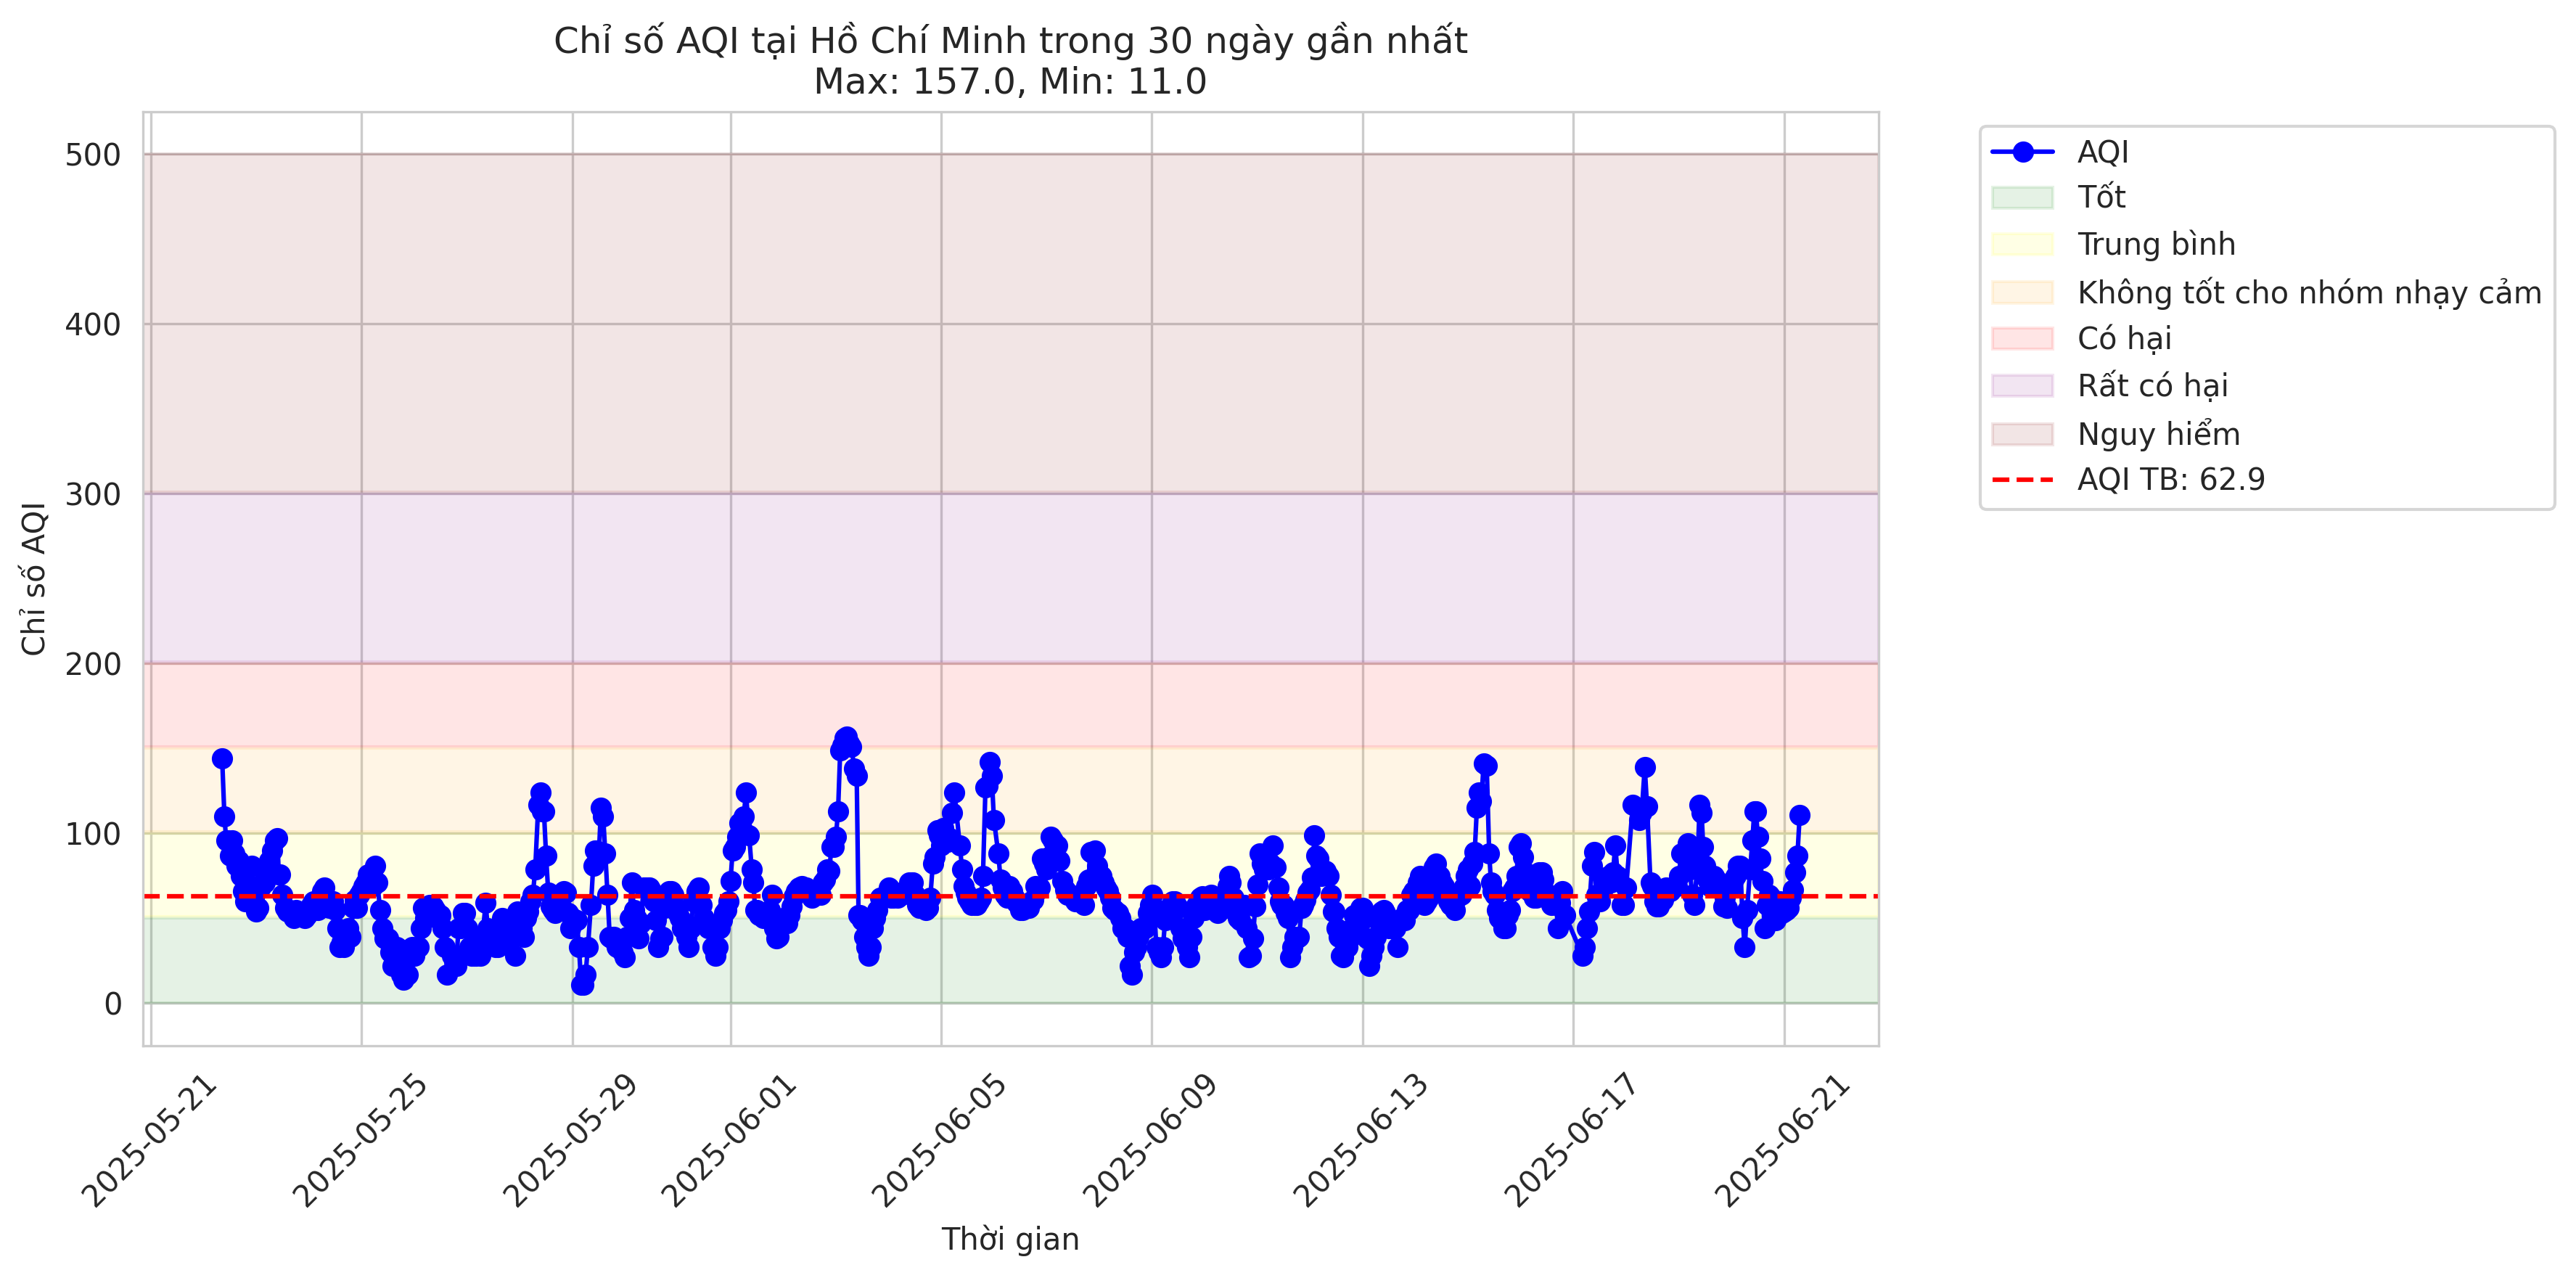 Chỉ số AQI tại Hồ Chí Minh trong 30 ngày gần nhất
Max: 157.0, Min: 11.0
Chỉ số AQI
500
400
300
200
100
0
2025-05-21
2025-05-25
2025-05-29
2025-06-01
2025-06-05
2025-06-09
2025-06-13
2025-06-17
2025-06-21
Thời gian
AQI
Tốt
Trung bình
Không tốt cho nhóm nhạy cảm
Có hại
Rất có hại
Nguy hiểm
AQI TB: 62.9